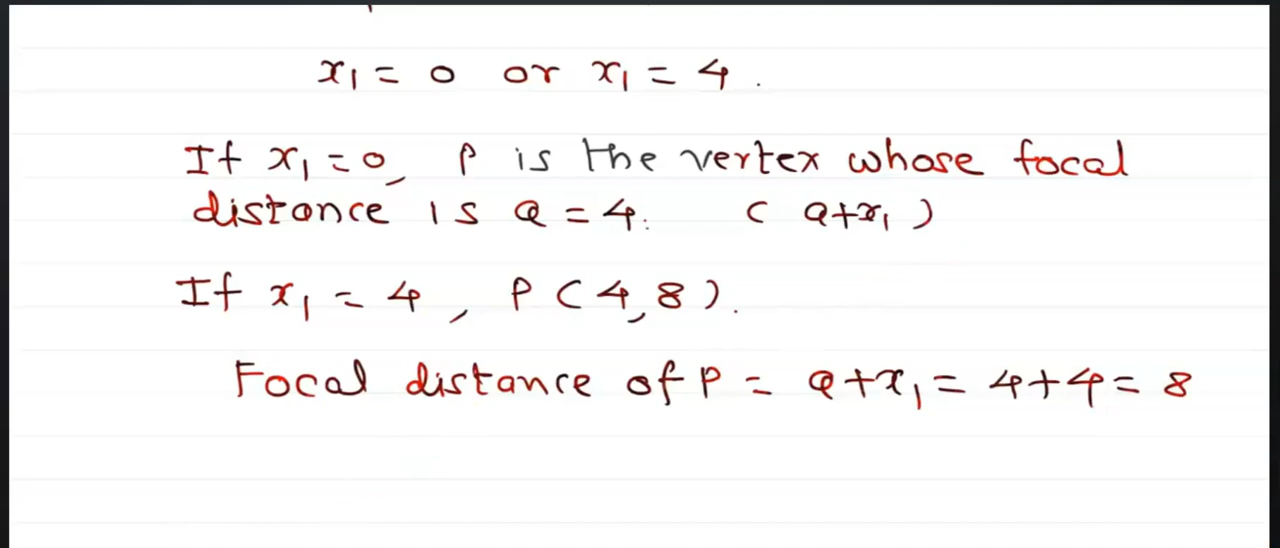 x₁ = 0 or x₁ = 4.
If x₁ = 0, P is the vertex whose focal
distance is a = 4. ( a+x₁ )
If x₁ = 4, P(4,8).
Focal distance of P = a+x₁ = 4+4 = 8